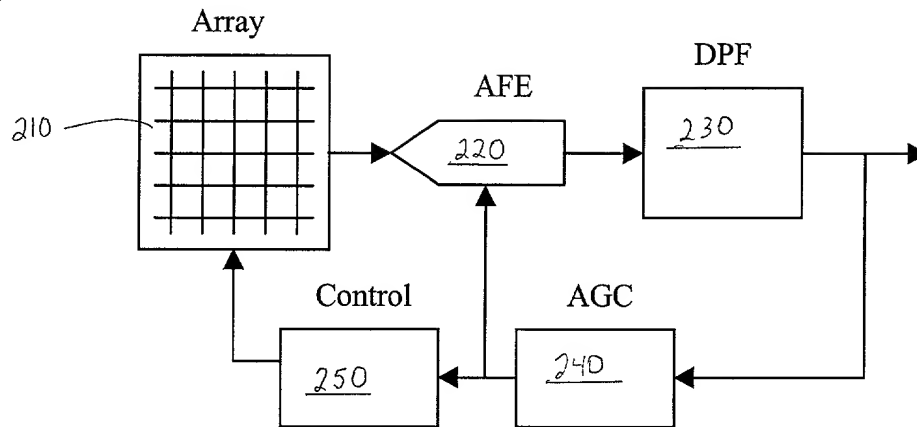 Array
DPF
AFE
210
220
230
Control
AGC
250
240